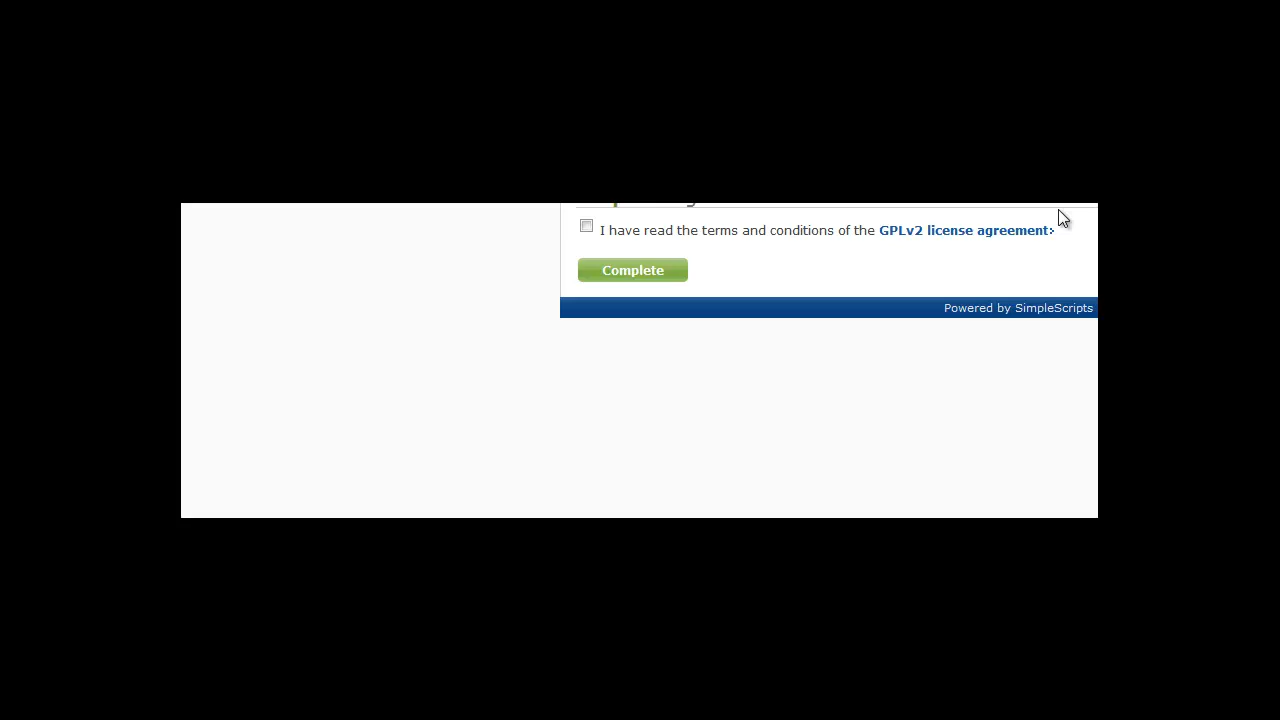 I have read the terms and conditions of the GPLv2 license agreement
Complete
Powered by SimpleScripts